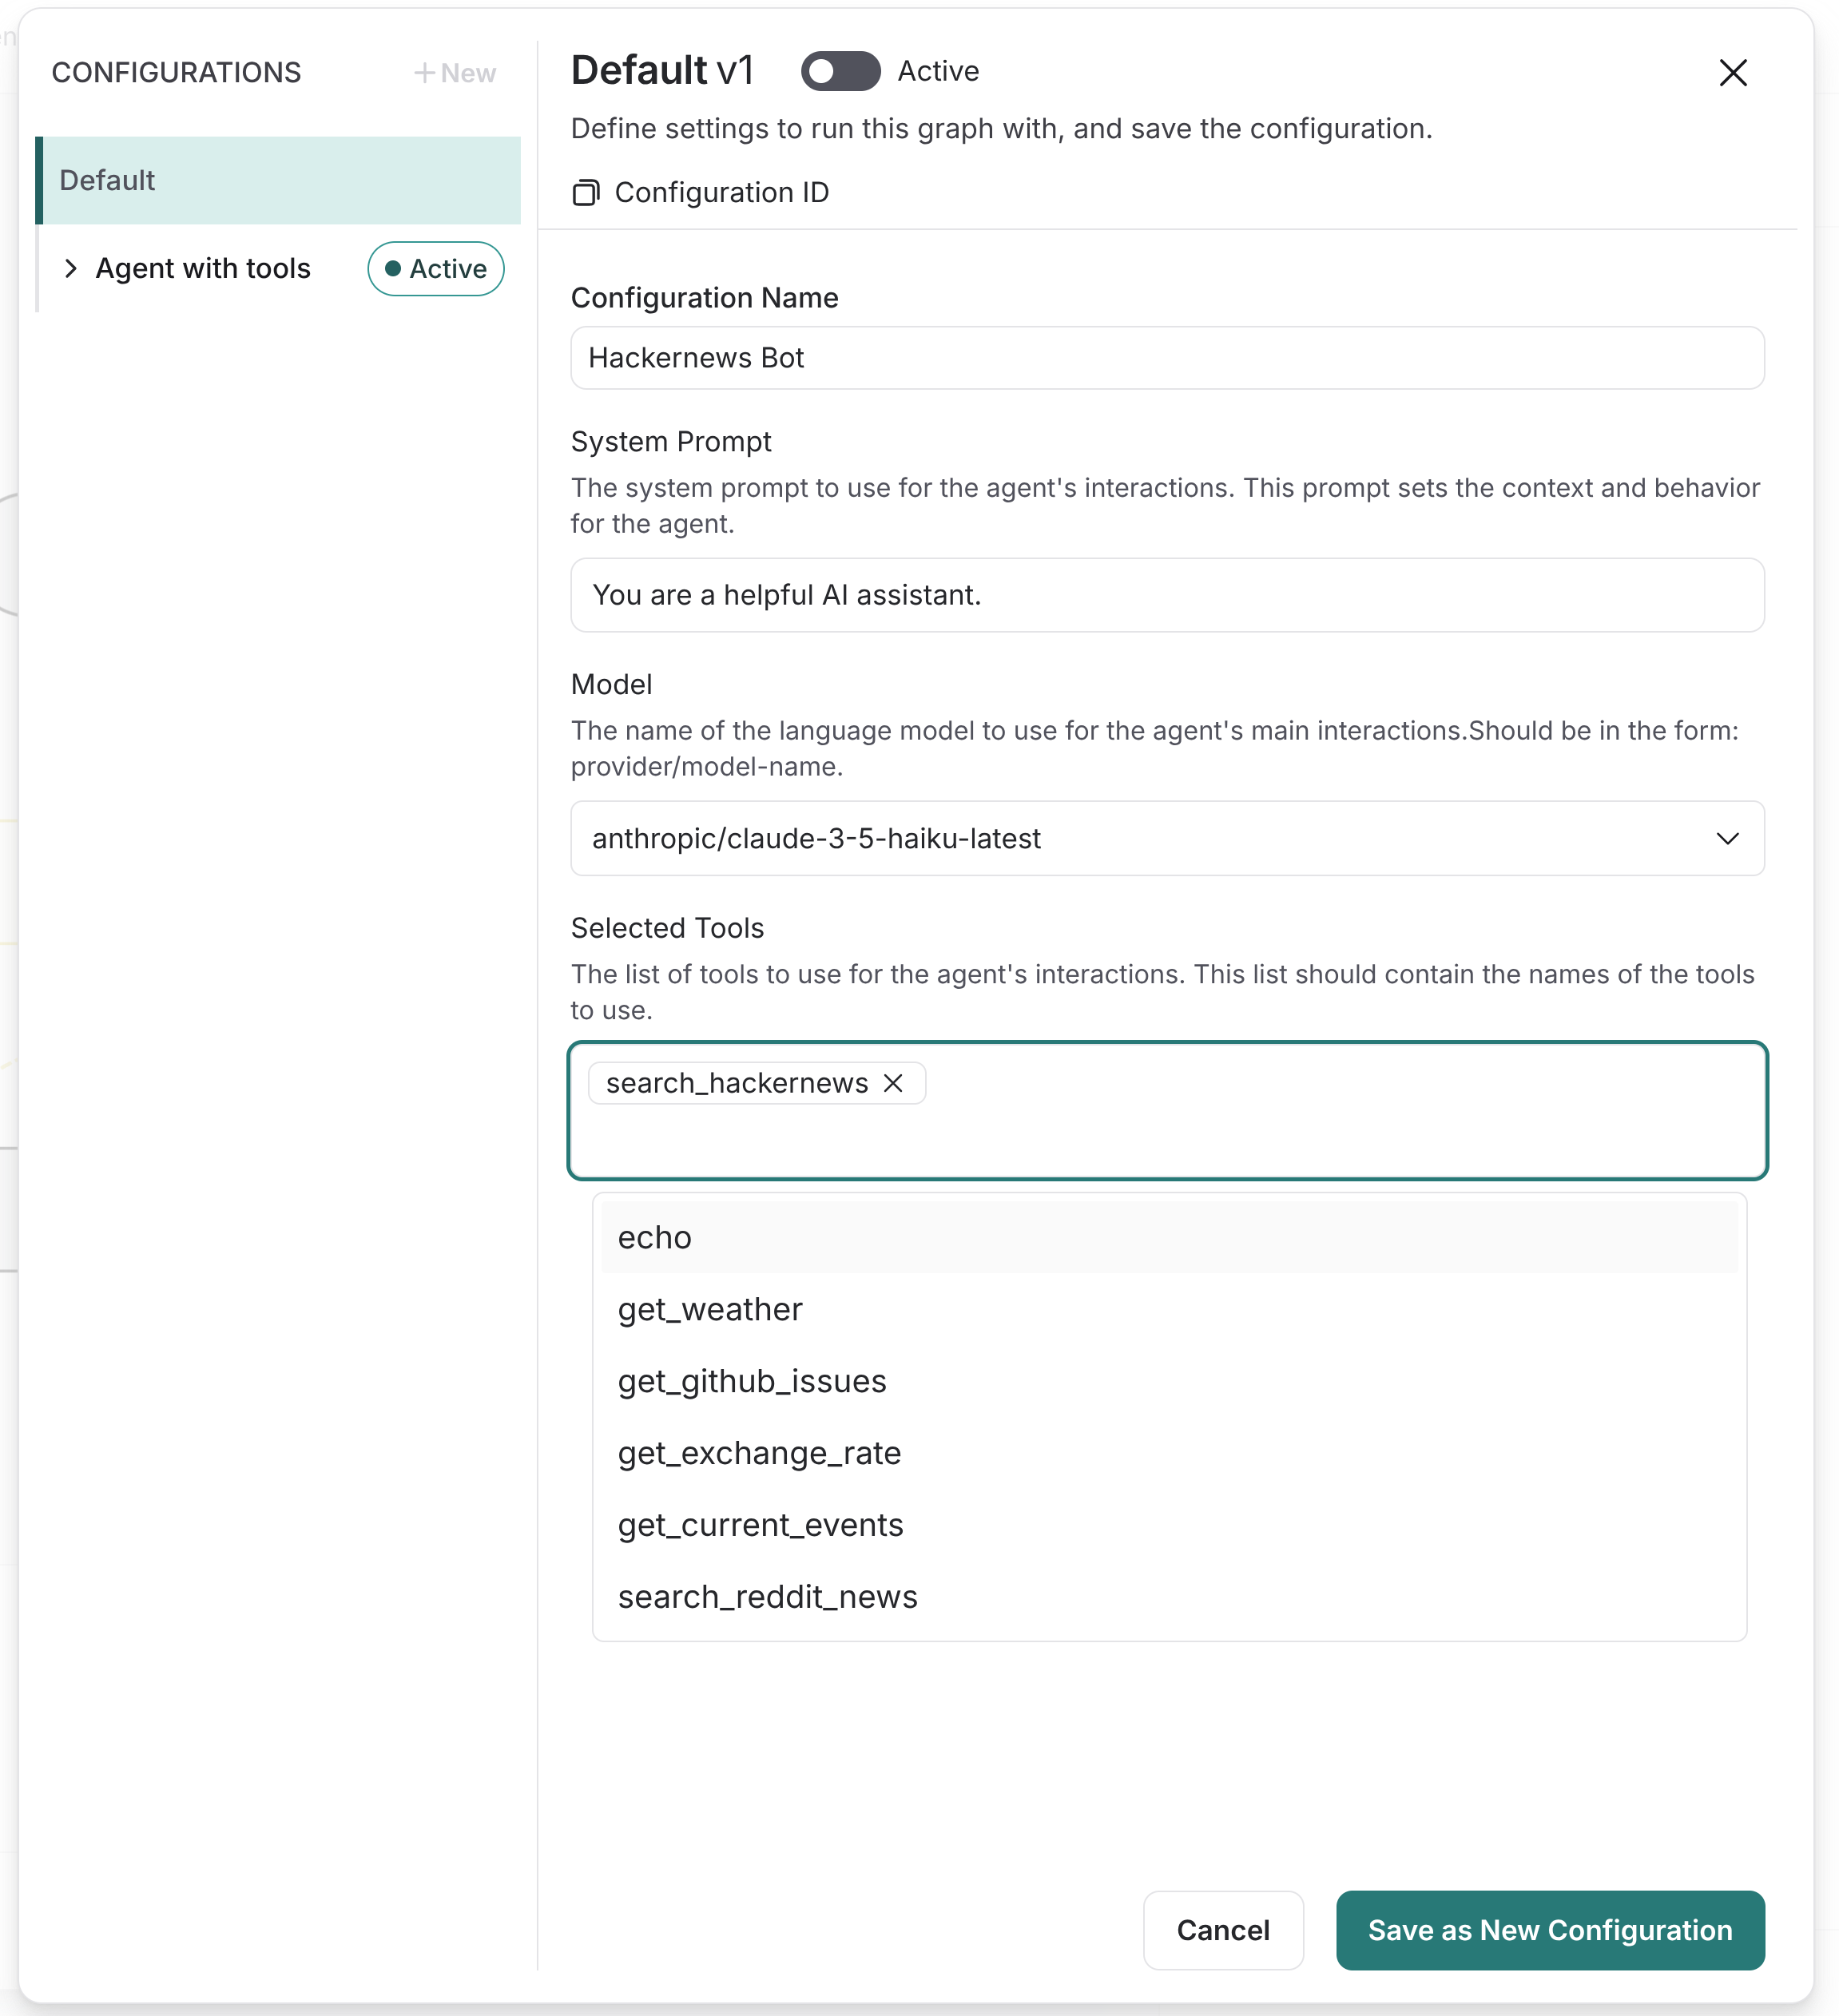 CONFIGURATIONS
+ New
Default
Agent with tools
Active
Default v1
Active
Define settings to run this graph with, and save the configuration.
Configuration ID
Configuration Name
Hackernews Bot
System Prompt
The system prompt to use for the agent's interactions. This prompt sets the context and behavior
for the agent.
You are a helpful AI assistant.
Model
The name of the language model to use for the agent's main interactions.Should be in the form:
provider/model-name.
anthropic/claude-3-5-haiku-latest
Selected Tools
The list of tools to use for the agent's interactions. This list should contain the names of the tools
to use.
search_hackernews
echo
get_weather
get_github_issues
get_exchange_rate
get_current_events
search_reddit_news
Cancel
Save as New Configuration